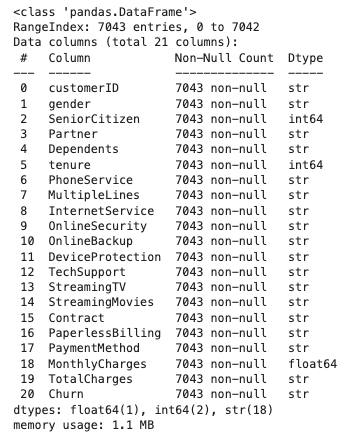 <class 'pandas.DataFrame'>
RangeIndex: 7043 entries, 0 to 7042
Data columns (total 21 columns):
 #   Column            Non-Null Count  Dtype
---  ------            --------------  -----
 0   customerID        7043 non-null   str
 1   gender            7043 non-null   str
 2   SeniorCitizen     7043 non-null   int64
 3   Partner           7043 non-null   str
 4   Dependents        7043 non-null   str
 5   tenure            7043 non-null   int64
 6   PhoneService      7043 non-null   str
 7   MultipleLines     7043 non-null   str
 8   InternetService   7043 non-null   str
 9   OnlineSecurity    7043 non-null   str
 10  OnlineBackup      7043 non-null   str
 11  DeviceProtection  7043 non-null   str
 12  TechSupport       7043 non-null   str
 13  StreamingTV       7043 non-null   str
 14  StreamingMovies   7043 non-null   str
 15  Contract          7043 non-null   str
 16  PaperlessBilling  7043 non-null   str
 17  PaymentMethod     7043 non-null   str
 18  MonthlyCharges    7043 non-null   float64
 19  TotalCharges      7043 non-null   str
 20  Churn             7043 non-null   str
dtypes: float64(1), int64(2), str(18)
memory usage: 1.1 MB